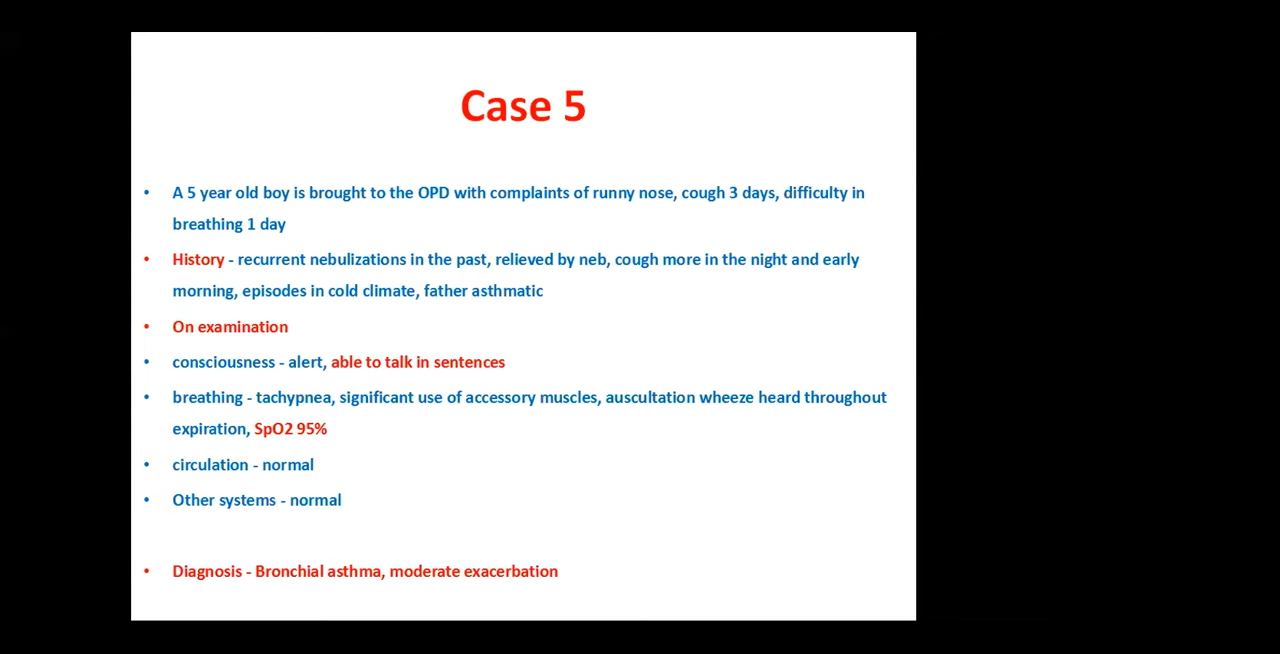 Case 5
• A 5 year old boy is brought to the OPD with complaints of runny nose, cough 3 days, difficulty in
breathing 1 day
• History - recurrent nebulizations in the past, relieved by neb, cough more in the night and early
morning, episodes in cold climate, father asthmatic
• On examination
• consciousness - alert, able to talk in sentences
• breathing - tachypnea, significant use of accessory muscles, auscultation wheeze heard throughout
expiration, SpO2 95%
• circulation - normal
• Other systems - normal
• Diagnosis - Bronchial asthma, moderate exacerbation